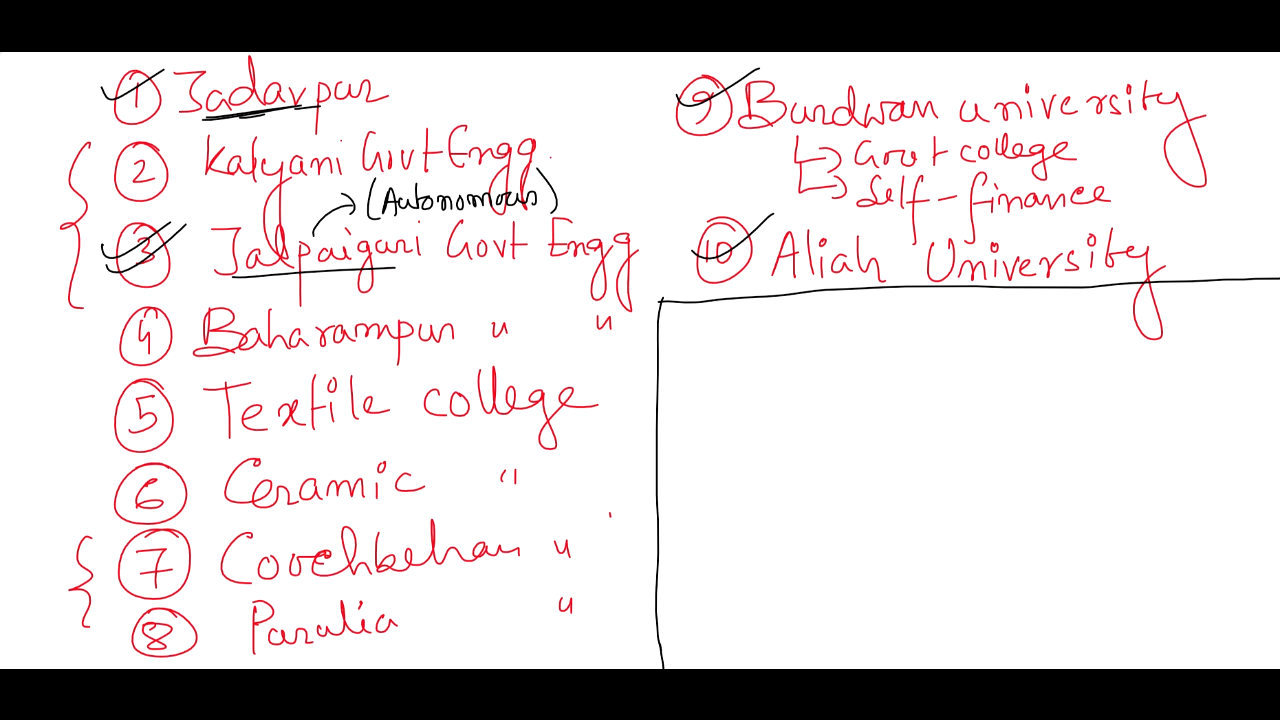 1 Jadavpur
2 Kalyani Govt Engg.
(Autonomous)
3 Jalpaiguri Govt Engg
4 Baharampur " "
5 Textile college
6 Ceramic "
7 Coochbehar "
8 Purulia "
9 Burdwan university
Govt college
Self-finance
10 Aliah University